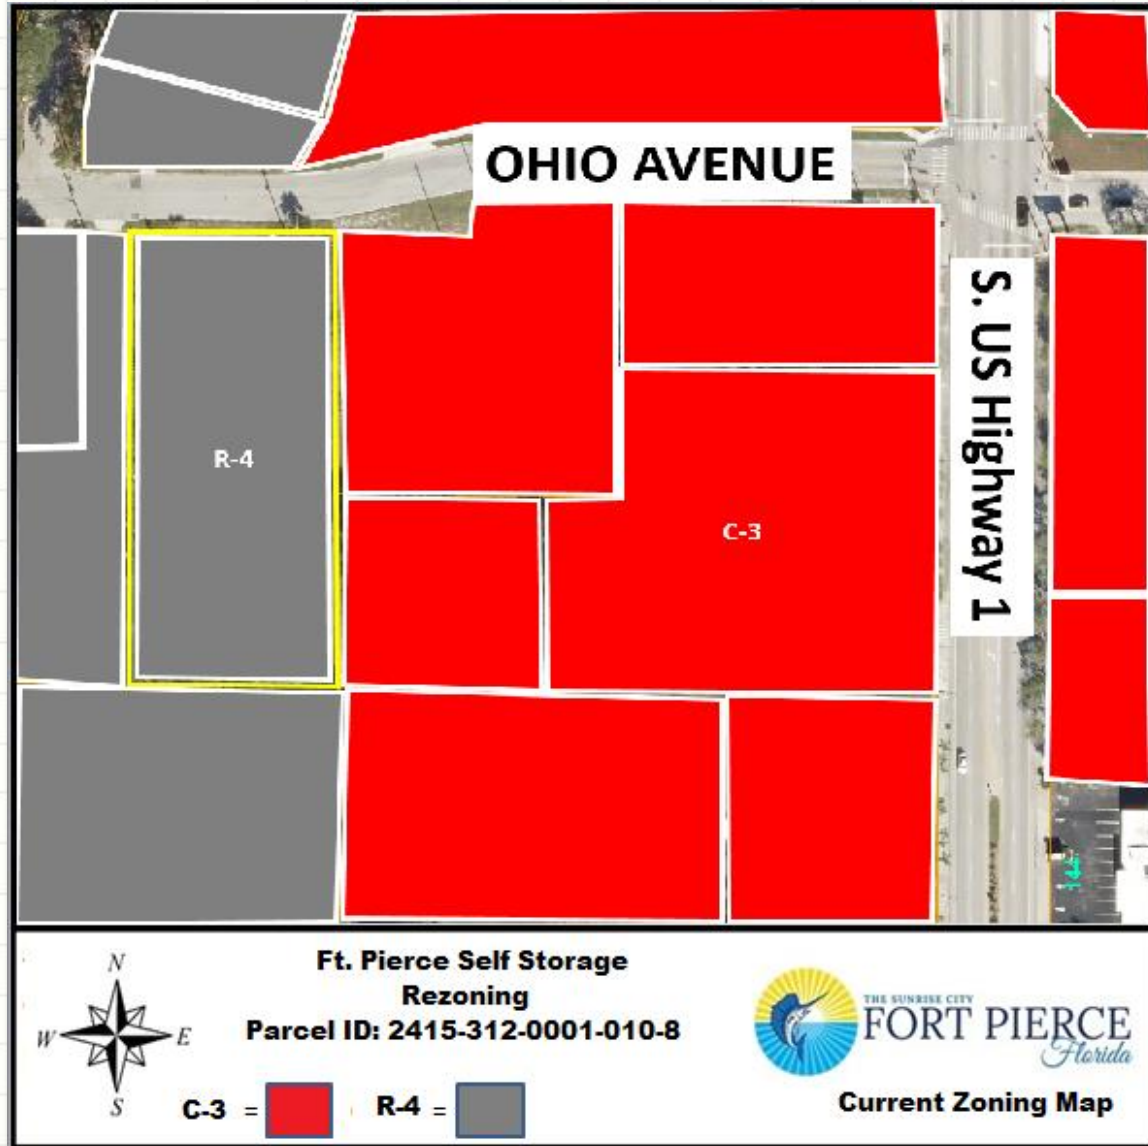 OHIO AVENUE
S. US Highway 1
R-4
C-3
N
W E
S
Ft. Pierce Self Storage
Rezoning
Parcel ID: 2415-312-0001-010-8
C-3 = R-4 =
THE SUNRISE CITY
FORT PIERCE
Florida
Current Zoning Map